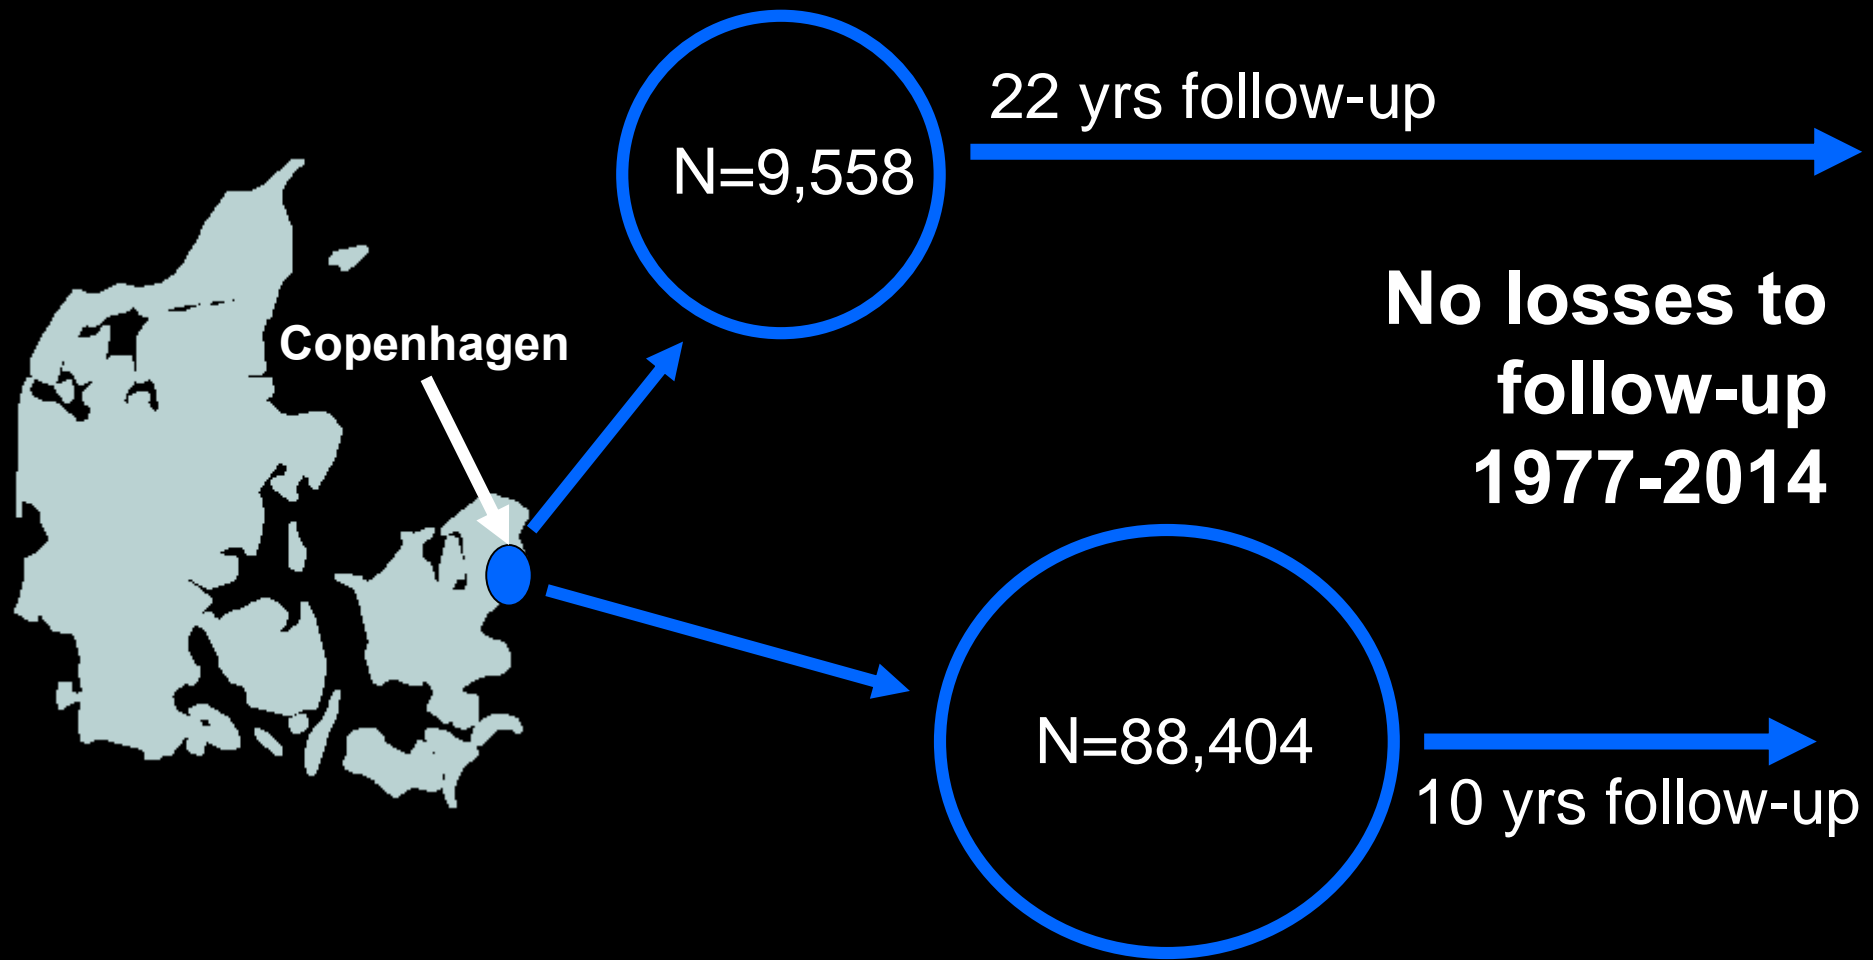 22 yrs follow-up
N=9,558
No losses to
follow-up
1977-2014
Copenhagen
N=88,404
10 yrs follow-up